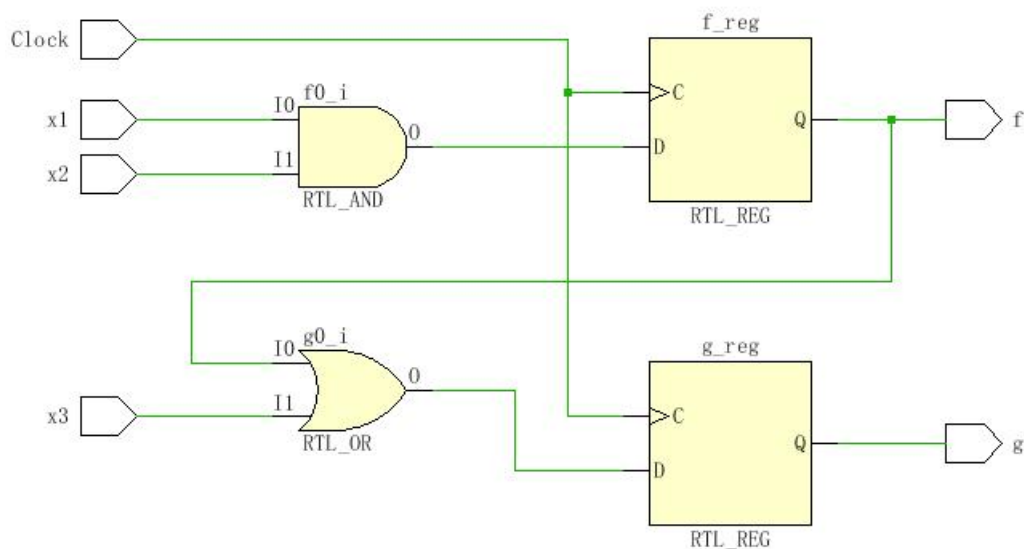 f_reg
Clock
C
f0_i
x1
I0
O
Q
f
D
x2
I1
RTL_AND
RTL_REG
g0_i
g_reg
I0
O
x3
I1
C
RTL_OR
Q
g
D
RTL_REG